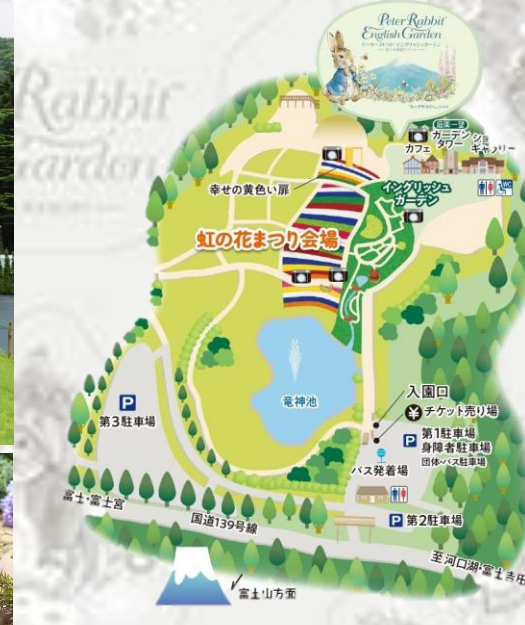 Peter Rabbit
English Garden
ピーターラビット™ イングリッシュガーデン
庭園一望
ガーデン
タワー
カフェ
ギャラリー
幸せの黄色い扉
イングリッシュ
ガーデン
WC
虹の花まつり会場
竜神池
入園口
¥ チケット売り場
P
第3駐車場
P 第1駐車場
身障者駐車場
団体・バス駐車場
バス発着場
富士・富士宮
国道139号線
P 第2駐車場
至河口湖・富士吉田
富士山方面
Rabbit